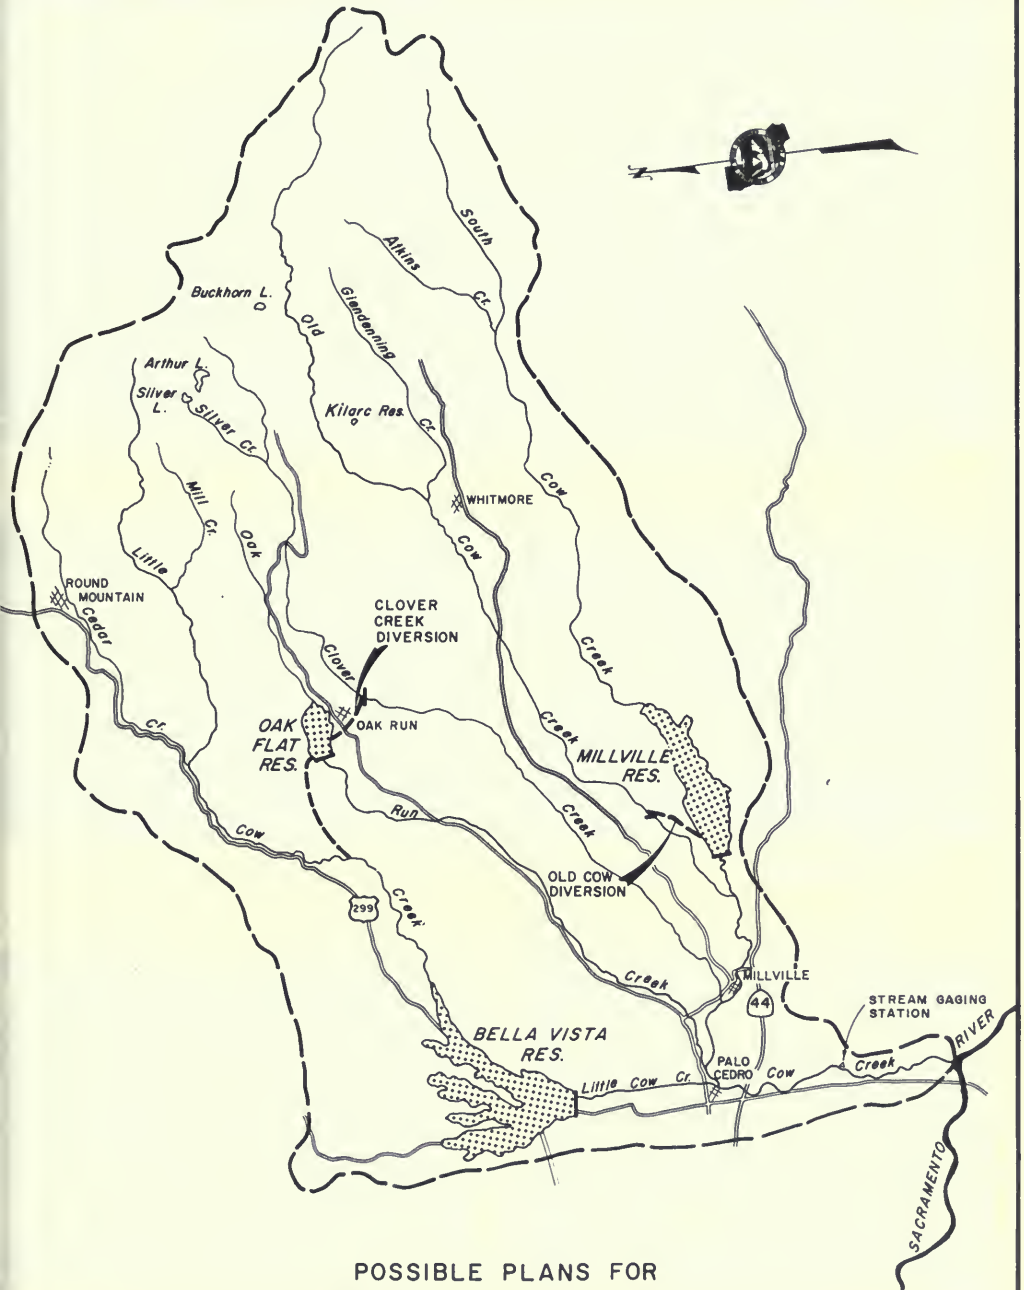 N
South
Atkins
Cr.
Buckhorn L.
Old
Glendenning
Cr.
Arthur L.
Silver
L.
Silver Cr.
Kilarc Res.
Mill
Cr.
Oak
Little
WHITMORE
Cow
Cow
ROUND
MOUNTAIN
Cedar
Cr.
CLOVER
CREEK
DIVERSION
Clover
Creek
OAK
FLAT
RES.
OAK RUN
Creek
MILLVILLE
RES.
Run
Creek
Cow
OLD COW
DIVERSION
299
Creek
Creek
MILLVILLE
44
STREAM GAGING
STATION
RIVER
BELLA VISTA
RES.
PALO
CEDRO
Little Cow Cr.
Cow
Creek
SACRAMENTO
POSSIBLE PLANS FOR